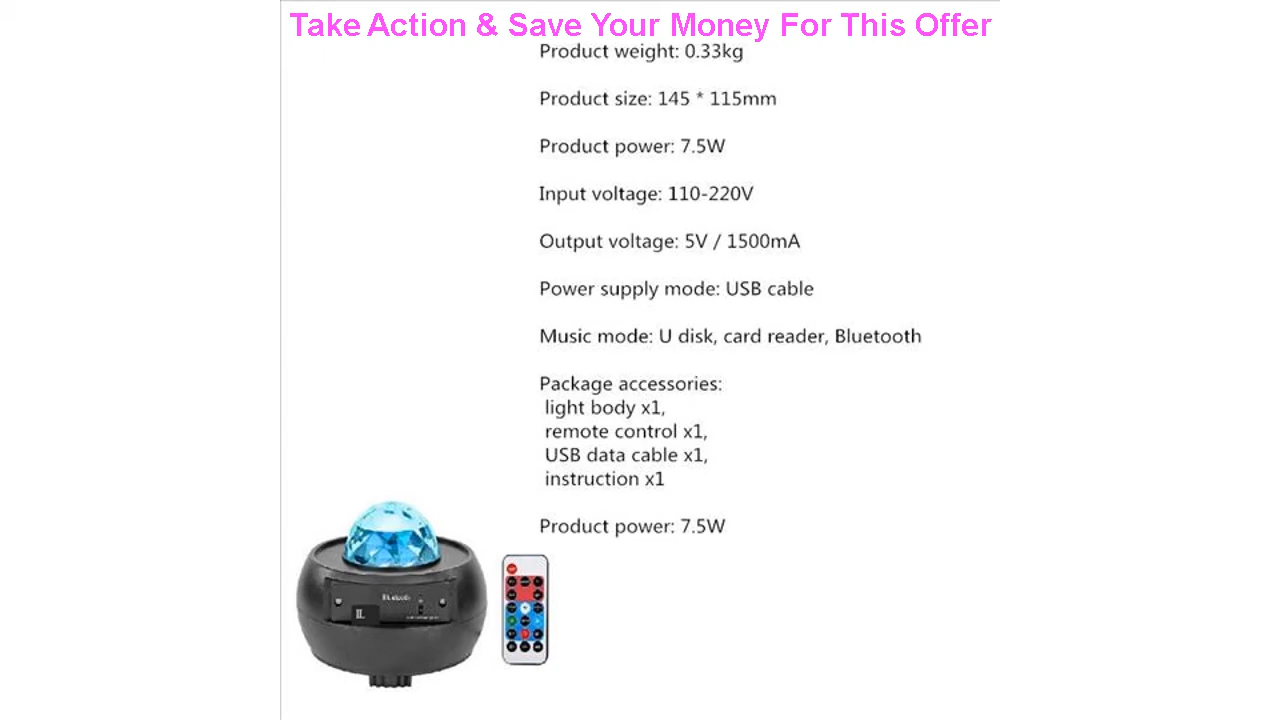 Take Action & Save Your Money For This Offer
Product weight: 0.33kg
Product size: 145 * 115mm
Product power: 7.5W
Input voltage: 110-220V
Output voltage: 5V / 1500mA
Power supply mode: USB cable
Music mode: U disk, card reader, Bluetooth
Package accessories:
light body x1,
remote control x1,
USB data cable x1,
instruction x1
Product power: 7.5W
Bluetooth